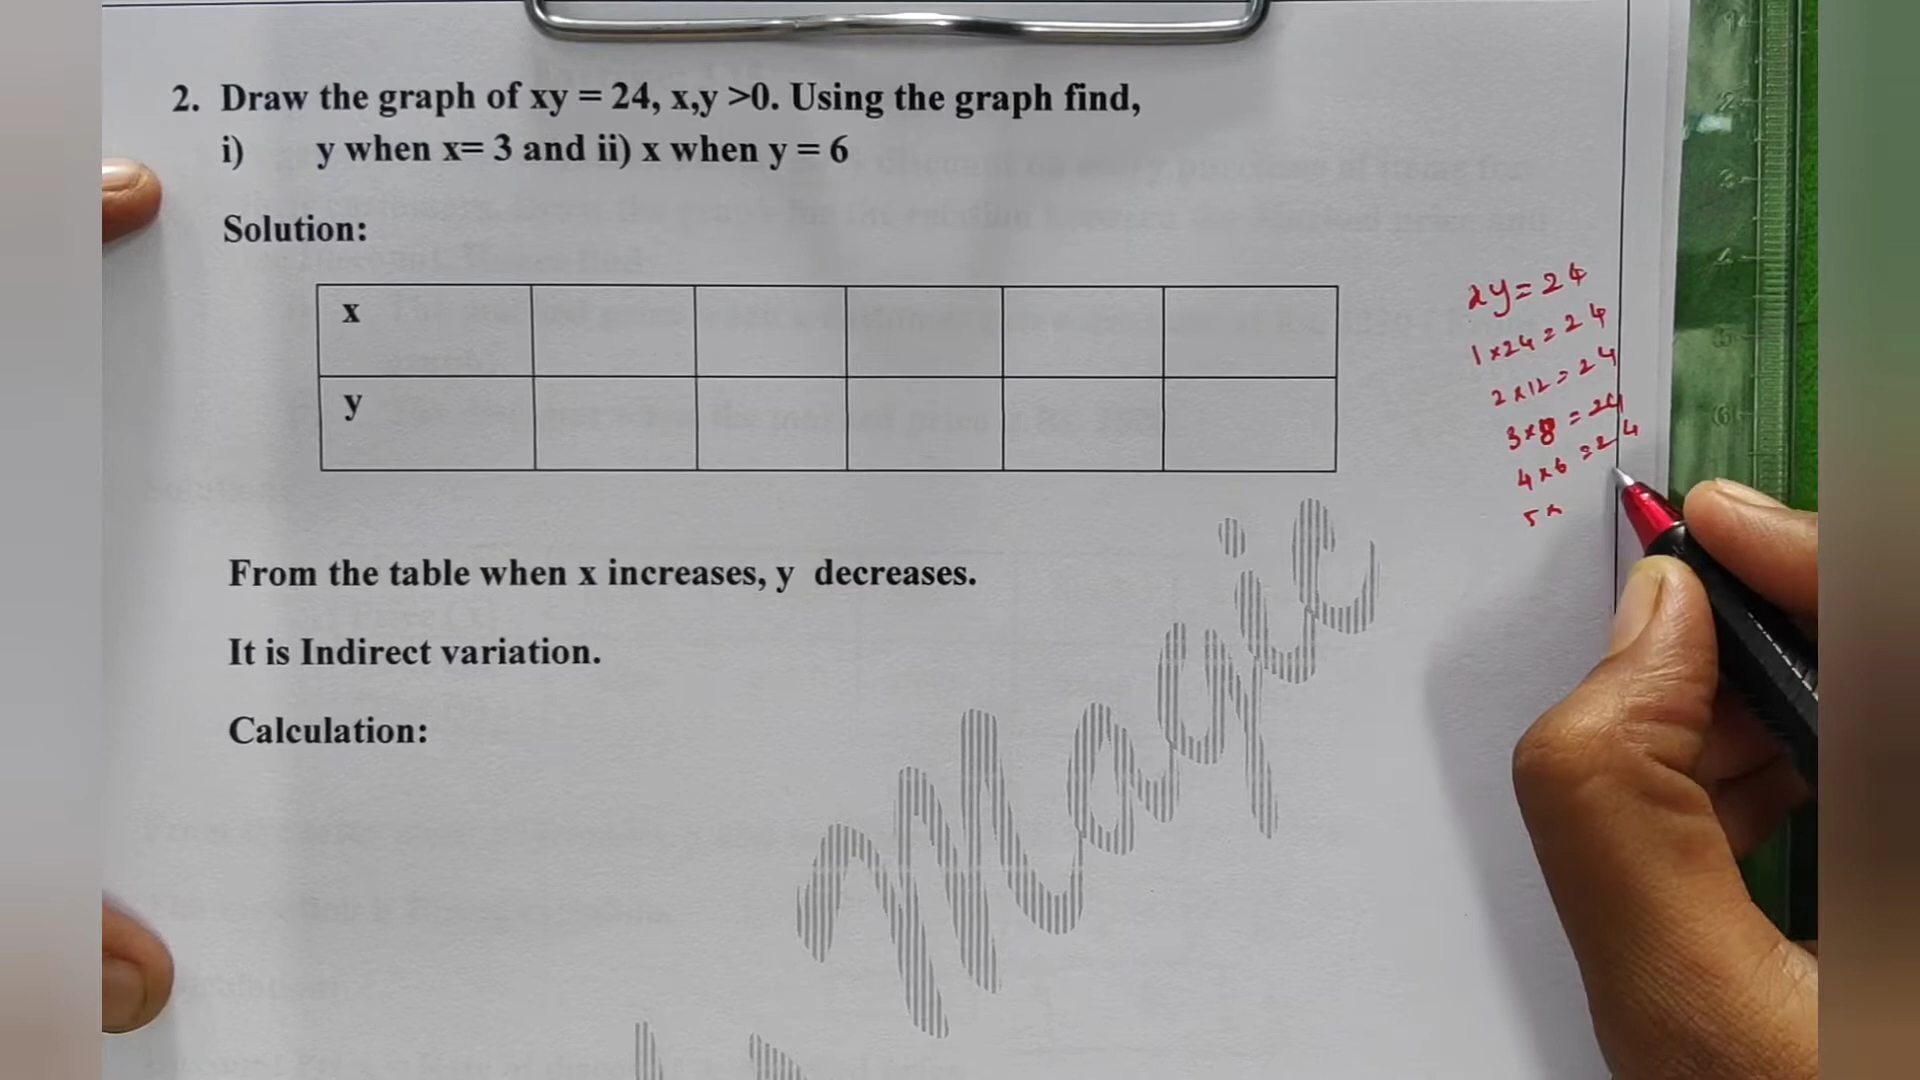 2. Draw the graph of xy = 24, x,y >0. Using the graph find,
i) y when x= 3 and ii) x when y = 6
Solution:
x
y
xy = 24
1 × 24 = 24
2 × 12 = 24
3 × 8 = 24
4 × 6 = 24
5 ×
From the table when x increases, y decreases.
It is Indirect variation.
Calculation:
Magic